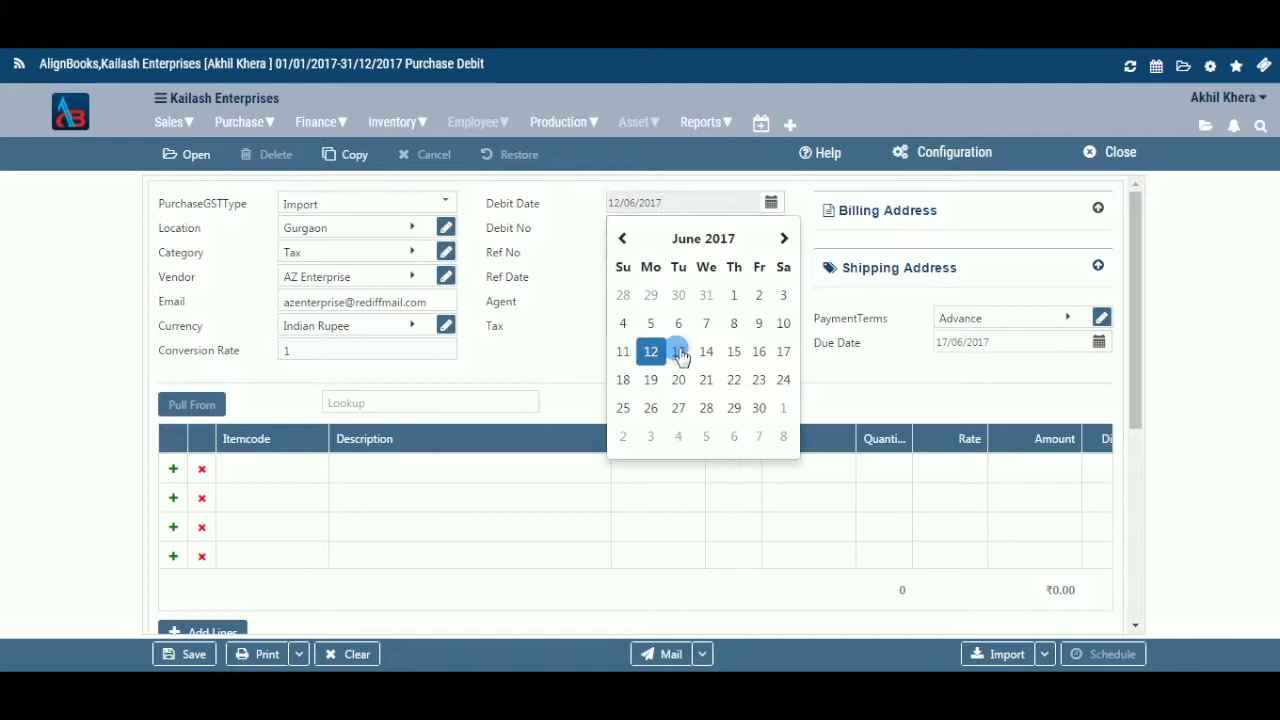 AlignBooks,Kailash Enterprises [Akhil Khera ] 01/01/2017-31/12/2017 Purchase Debit
Kailash Enterprises
Akhil Khera
AB
Sales Purchase Finance Inventory Employee Production Asset Reports
Open Delete Copy Cancel Restore Help Configuration Close
PurchaseGSTType Import Debit Date 12/06/2017 Billing Address
Location Gurgaon Debit No
Category Tax Ref No
Vendor AZ Enterprise Ref Date
Email azenterprise@rediffmail.com Agent
Currency Indian Rupee Tax
Conversion Rate 1
June 2017
Su Mo Tu We Th Fr Sa
28 29 30 31 1 2 3
4 5 6 7 8 9 10
11 12 13 14 15 16 17
18 19 20 21 22 23 24
25 26 27 28 29 30 1
2 3 4 5 6 7 8
Shipping Address
PaymentTerms Advance
Due Date 17/06/2017
Pull From Lookup
Itemcode Description Quanti... Rate Amount Di
0 ₹0.00
Add Lines
Save Print Clear Mail Import Schedule